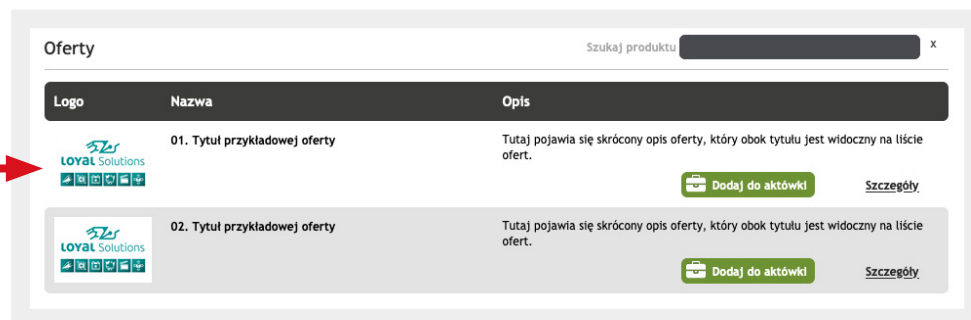 Oferty
Szukaj produktu
x
Logo Nazwa Opis
LOYAL Solutions
01. Tytuł przykładowej oferty
Tutaj pojawia się skrócony opis oferty, który obok tytułu jest widoczny na liście
ofert.
Dodaj do aktówki
Szczegóły
LOYAL Solutions
02. Tytuł przykładowej oferty
Tutaj pojawia się skrócony opis oferty, który obok tytułu jest widoczny na liście
ofert.
Dodaj do aktówki
Szczegóły